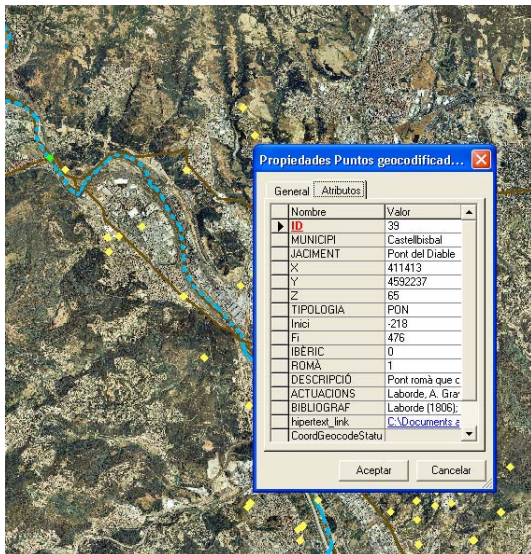 Propiedades Puntos geocodificad...
General Atributos
Nombre Valor
ID 39
MUNICIPI Castellbisbal
JACIMENT Pont del Diable
X 411413
Y 4592237
Z 65
TIPOLOGIA PON
Inici -218
Fi 476
IBÈRIC 0
ROMÀ 1
DESCRIPCIÓ Pont romà que c
ACTUACIONS Laborde, A. Gra
BIBLIOGRAF Laborde (1806);
hipertext_link C:\Documents a
CoordGeocodeStatu
Aceptar Cancelar